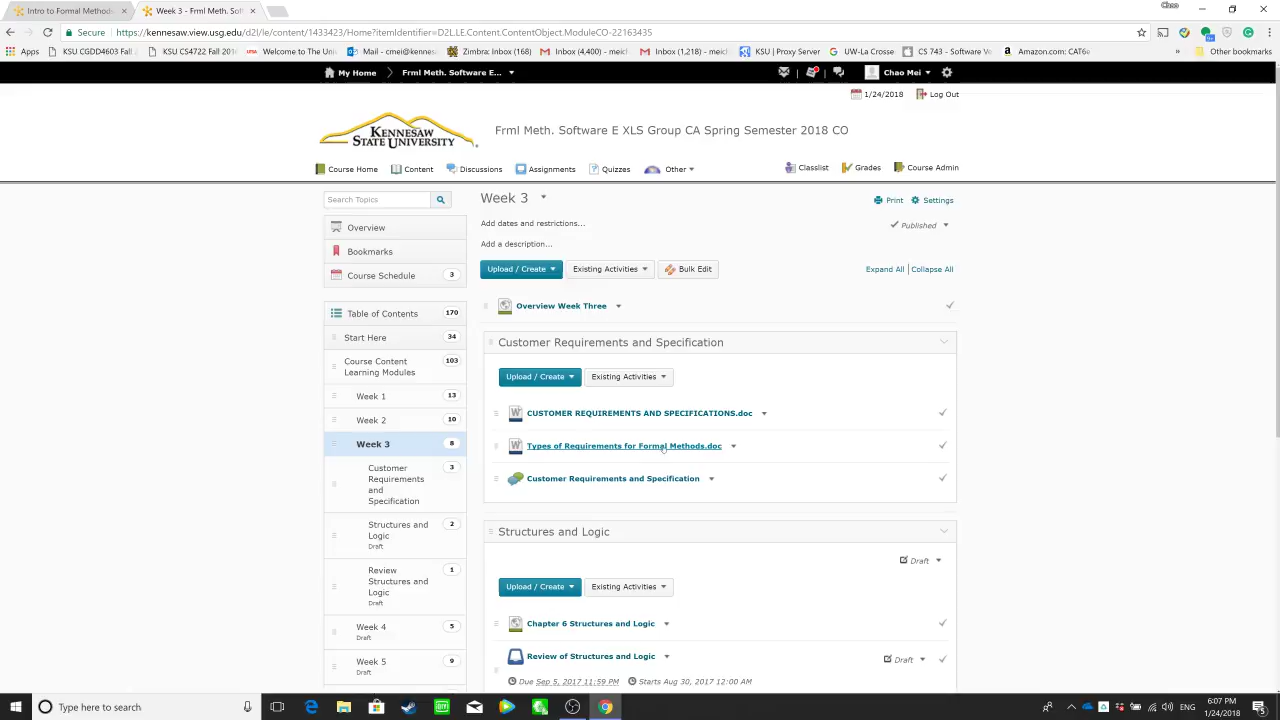 Chao
Intro to Formal Methods
Week 3 - Frml Meth. Soft
Secure
https://kennesaw.view.usg.edu/d2l/le/content/1433423/Home?itemIdentifier=D2L.LE.Content.ContentObject.ModuleCO-22163435
Apps
KSU CGDD4603 Fall
KSU CS4722 Fall 201
Welcome to The Uni
Mail - cmei@kennes
Zimbra: Inbox (168)
Inbox (4,400) - meich
Inbox (1,218) - meich
KSU | Proxy Server
UW-La Crosse
CS 743 - Software Ve
Amazon.com: CAT6e
»
Other bookmarks
My Home
Frml Meth. Software E...
Chao Mei
1/24/2018
Log Out
KENNESAW
STATE UNIVERSITY
Frml Meth. Software E XLS Group CA Spring Semester 2018 CO
Course Home
Content
Discussions
Assignments
Quizzes
Other
Classlist
Grades
Course Admin
Search Topics
Overview
Bookmarks
Course Schedule
3
Table of Contents
170
Start Here
34
Course Content
Learning Modules
103
Week 1
13
Week 2
10
Week 3
8
Customer
Requirements
and
Specification
3
Structures and
Logic
Draft
2
Review
Structures and
Logic
Draft
1
Week 4
Draft
5
Week 5
Draft
9
Week 3
Print
Settings
Add dates and restrictions...
Published
Add a description...
Upload / Create
Existing Activities
Bulk Edit
Expand All | Collapse All
Overview Week Three
Customer Requirements and Specification
Upload / Create
Existing Activities
CUSTOMER REQUIREMENTS AND SPECIFICATIONS.doc
Types of Requirements for Formal Methods.doc
Customer Requirements and Specification
Structures and Logic
Draft
Upload / Create
Existing Activities
Chapter 6 Structures and Logic
Review of Structures and Logic
Draft
Due Sep 5, 2017 11:59 PM
Starts Aug 30, 2017 12:00 AM
Type here to search
ENG
6:07 PM
1/24/2018